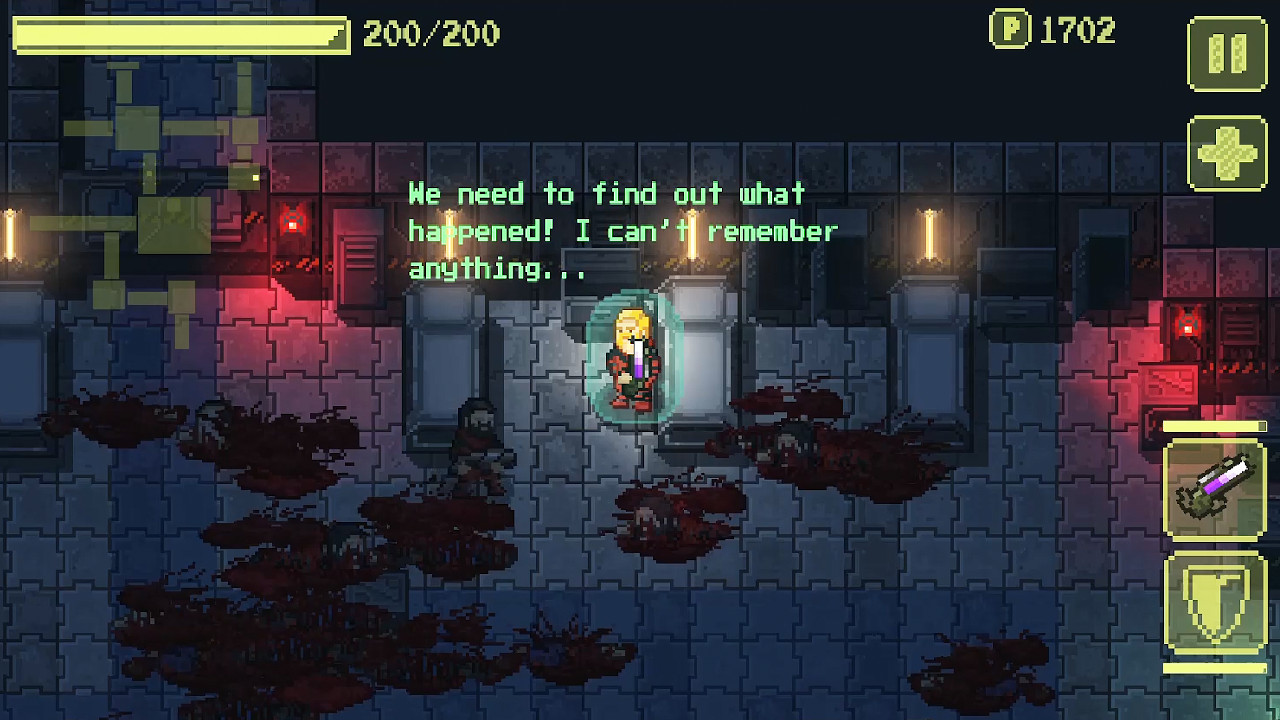 200/200
P 1702
We need to find out what
happened! I can't remember
anything...